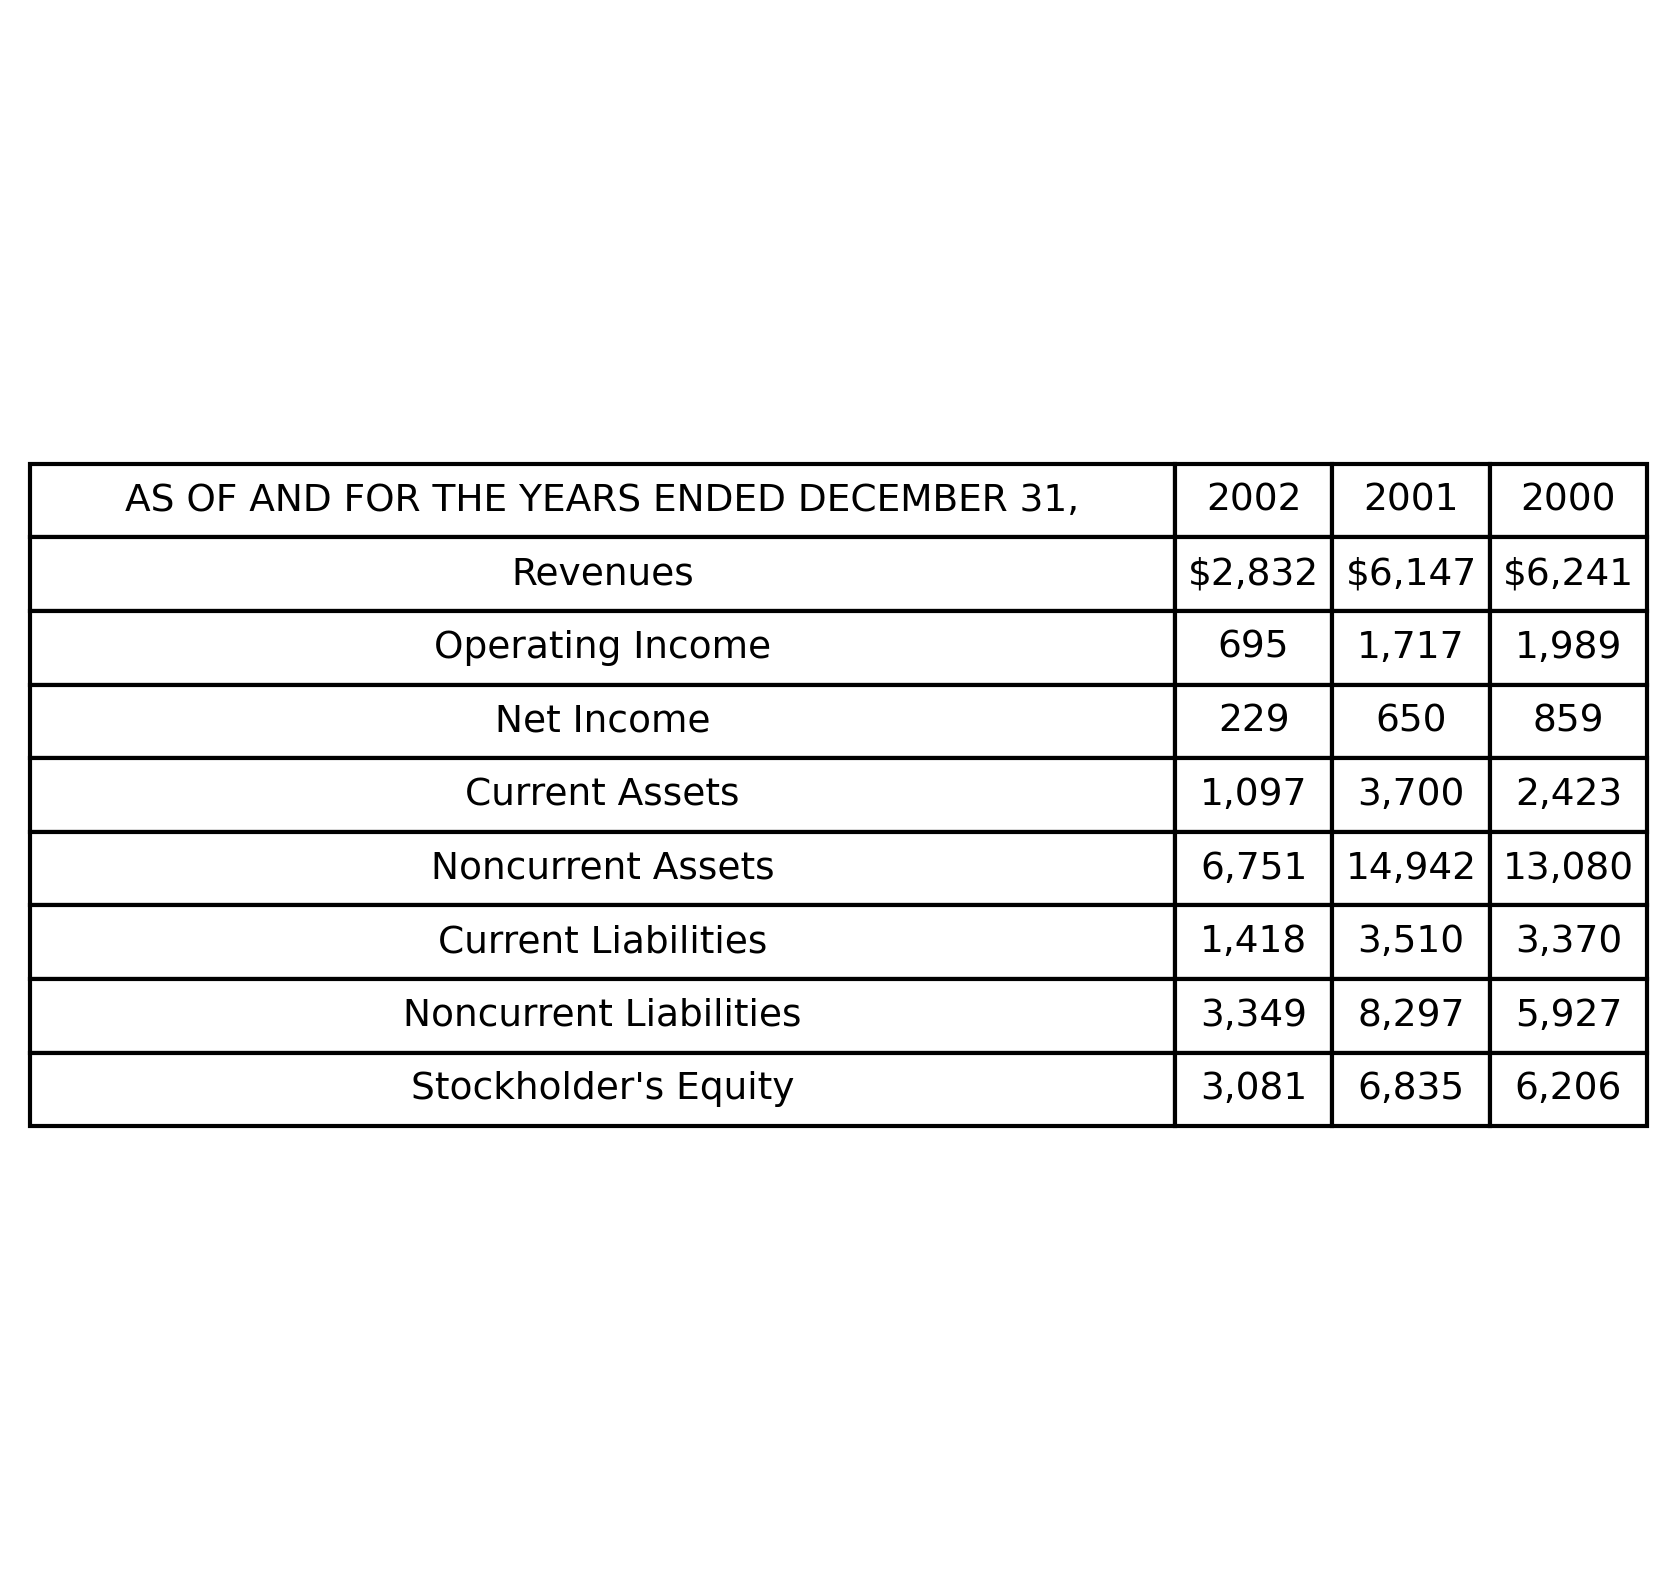 AS OF AND FOR THE YEARS ENDED DECEMBER 31, 2002 2001 2000
Revenues $2,832 $6,147 $6,241
Operating Income 695 1,717 1,989
Net Income 229 650 859
Current Assets 1,097 3,700 2,423
Noncurrent Assets 6,751 14,942 13,080
Current Liabilities 1,418 3,510 3,370
Noncurrent Liabilities 3,349 8,297 5,927
Stockholder's Equity 3,081 6,835 6,206